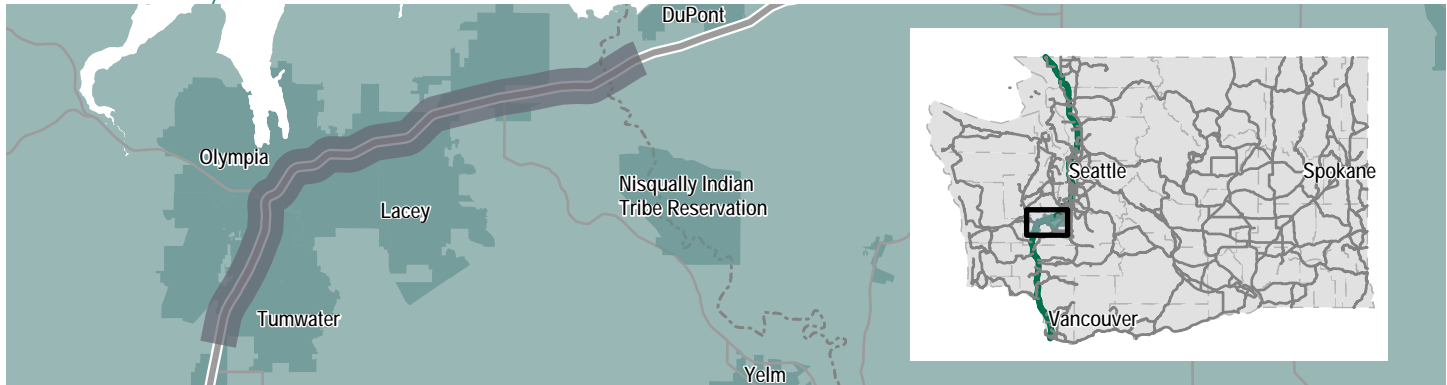 DuPont
Olympia
Nisqually Indian
Tribe Reservation
Lacey
Tumwater
Yelm
Seattle
Spokane
Vancouver